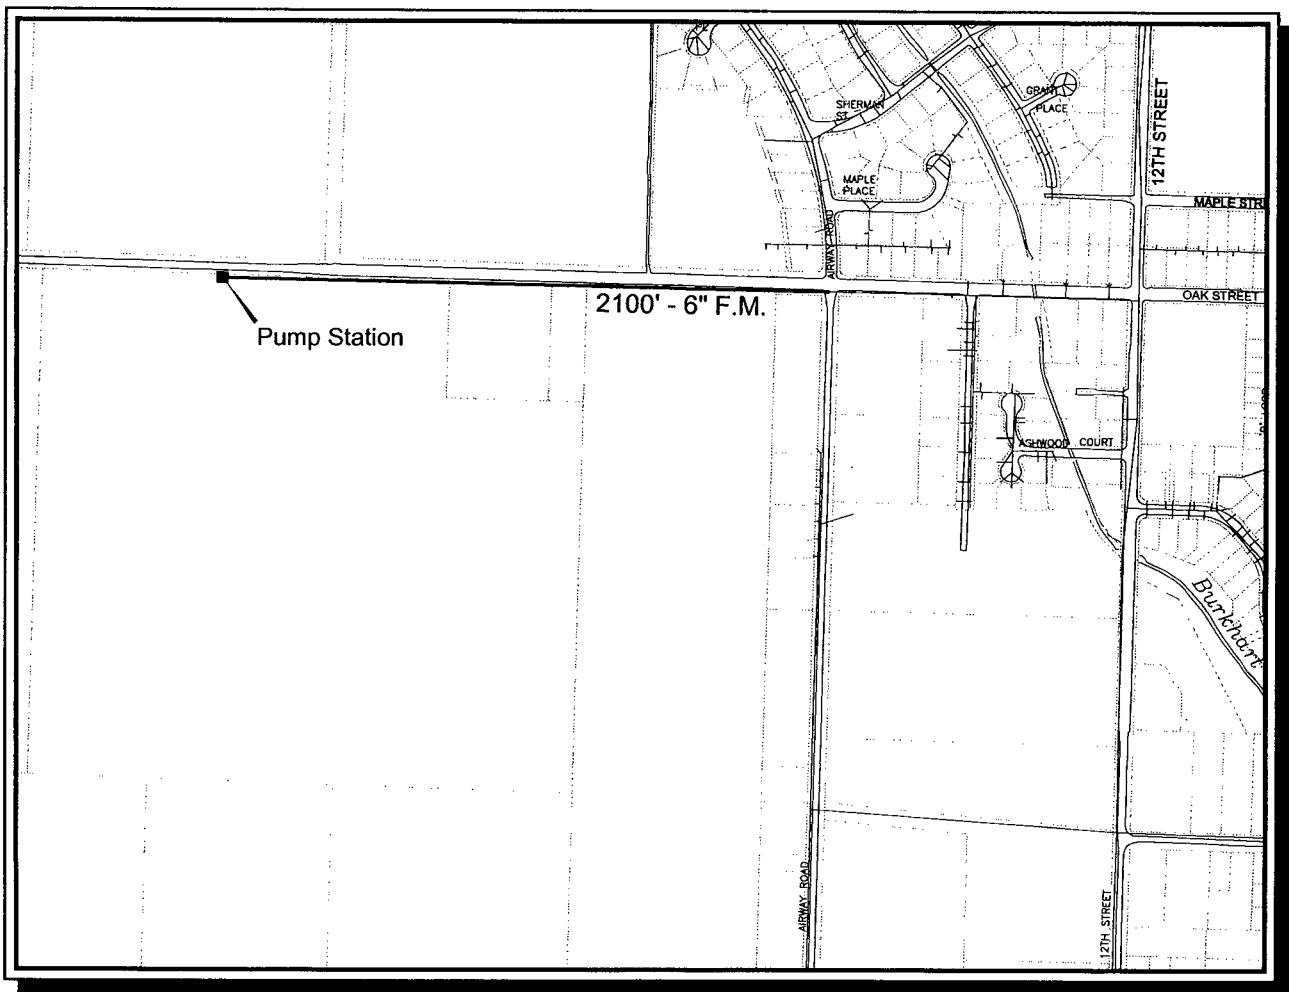 12TH STREET
GRANT
PLACE
SHERMAN
ST.
MAPLE
PLACE
MAPLE STRE
AIRWAY ROAD
OAK STREET
2100' - 6" F.M.
Pump Station
ASHWOOD COURT
Burkhart
AIRWAY ROAD
12TH STREET